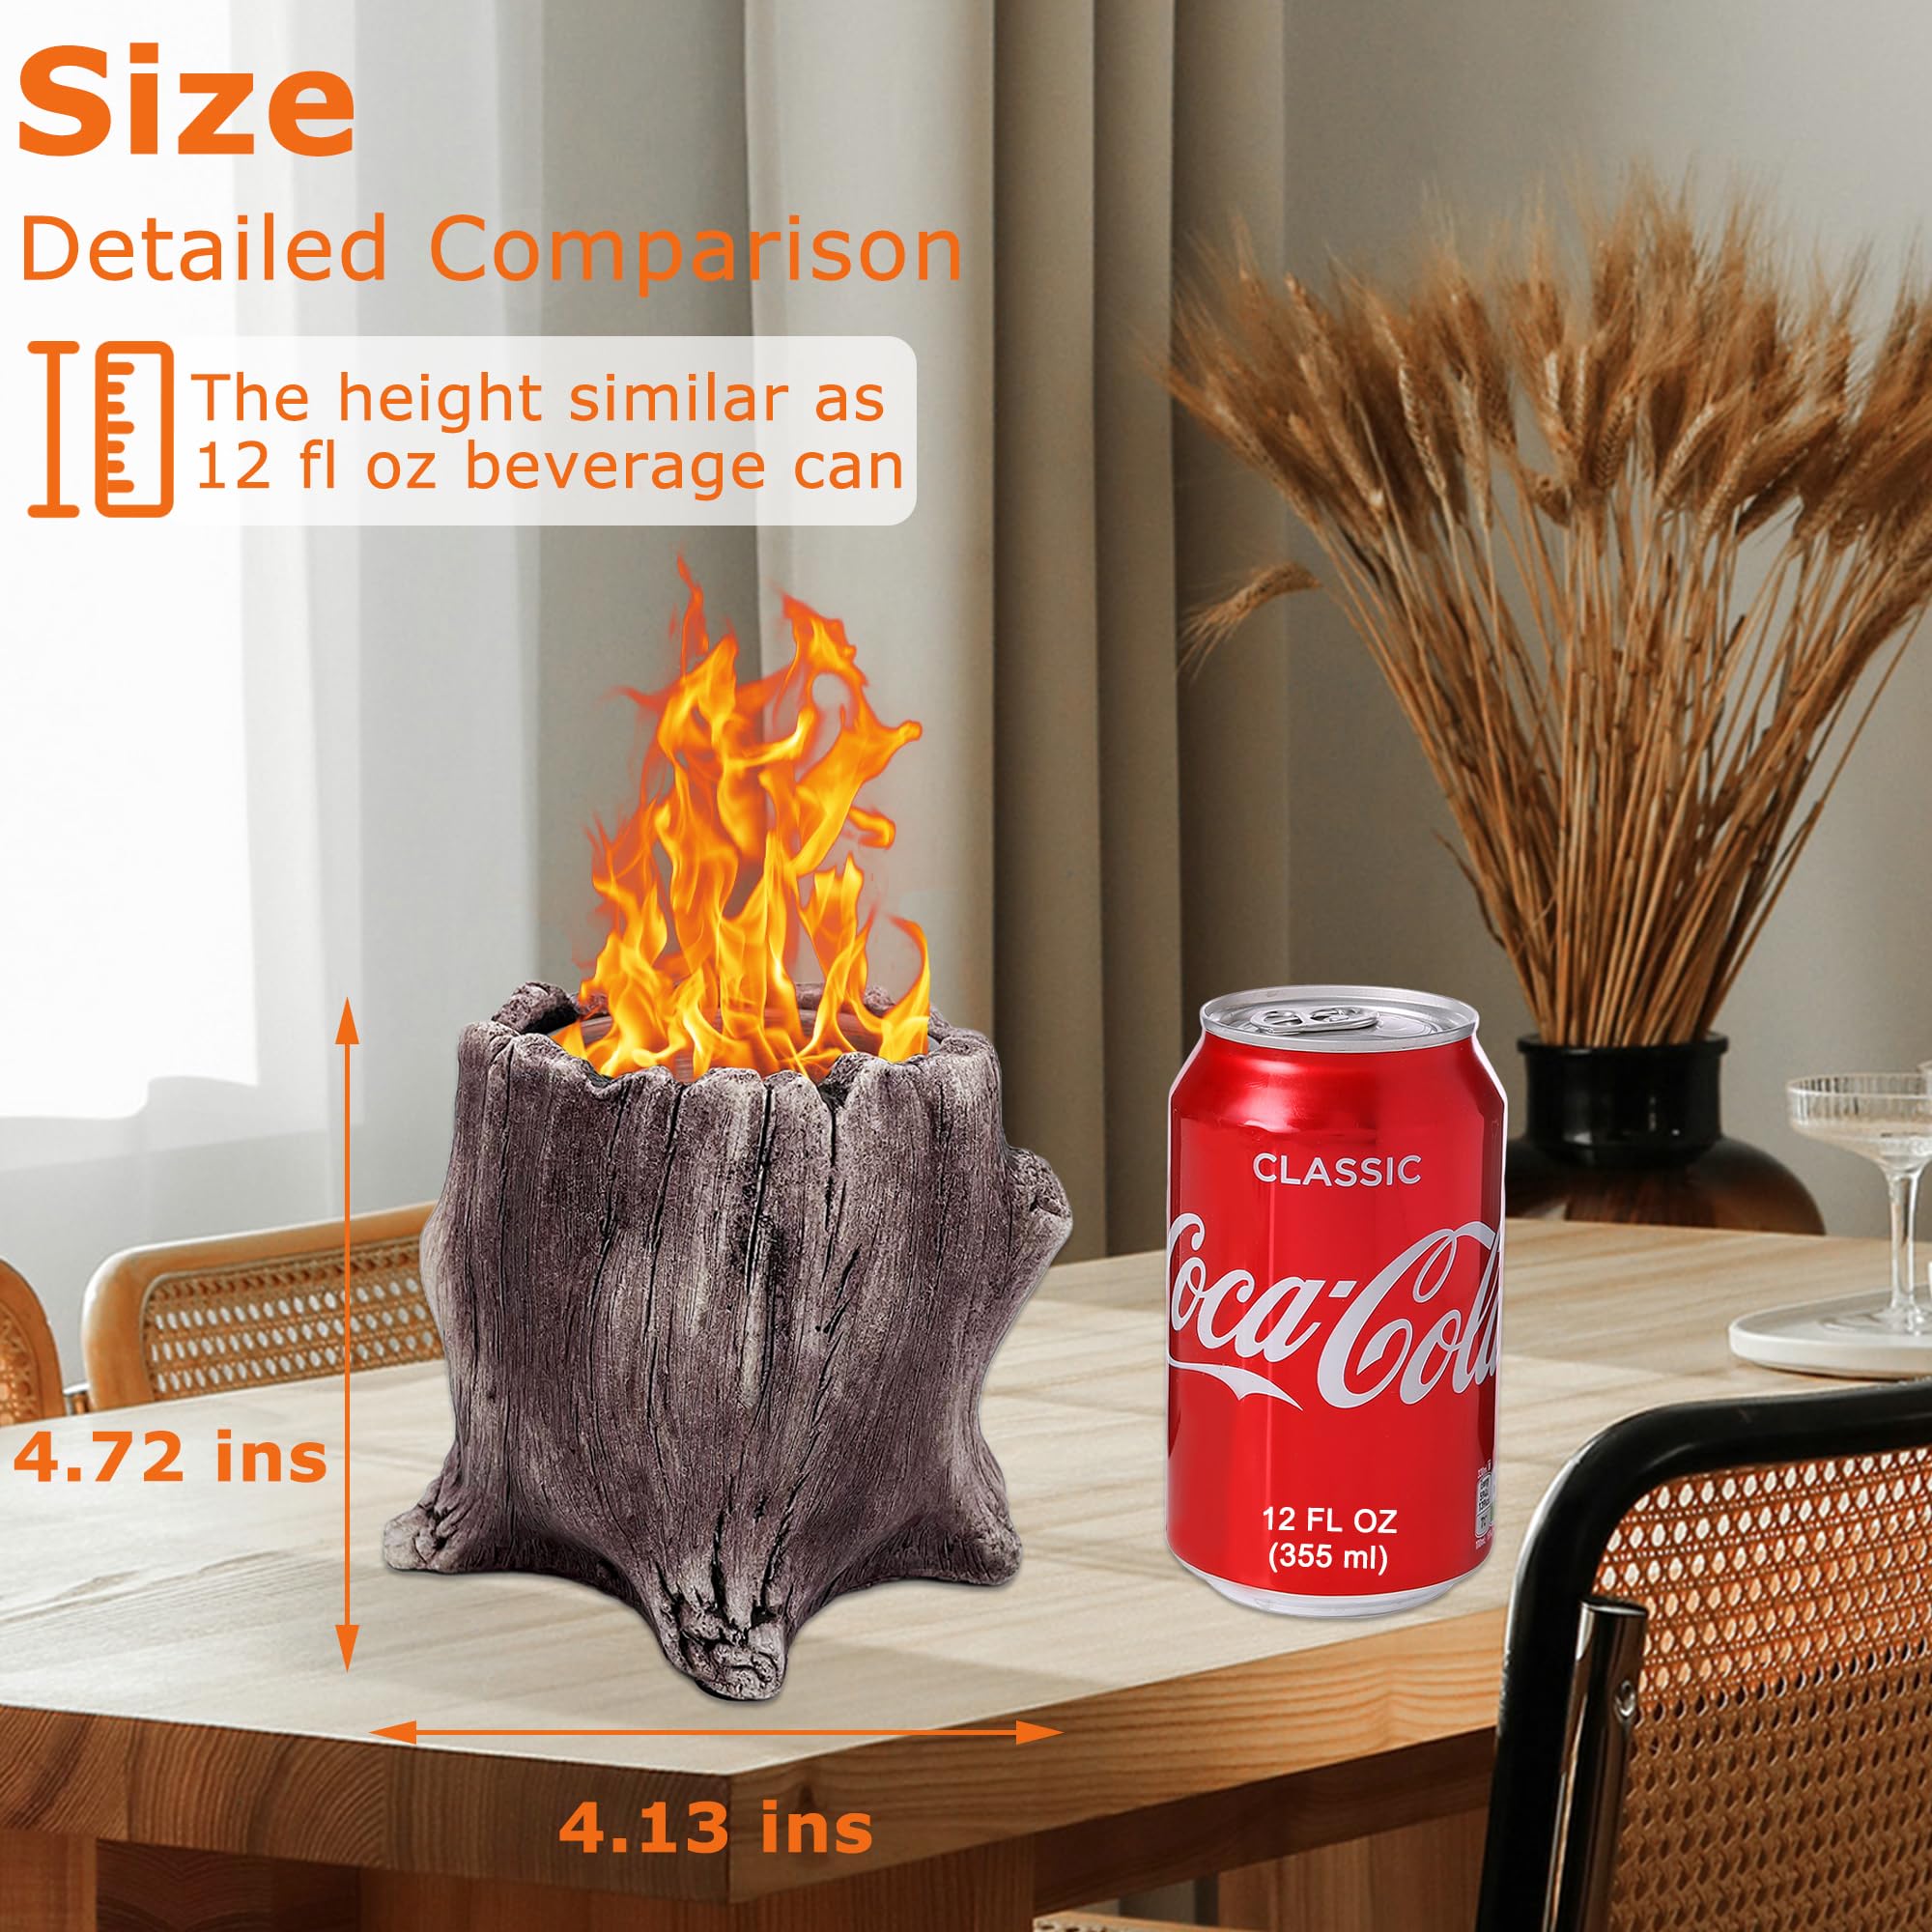 Size
Detailed Comparison
The height similar as
12 fl oz beverage can
CLASSIC
Coca-Cola
12 FL OZ
(355 ml)
4.72 ins
4.13 ins